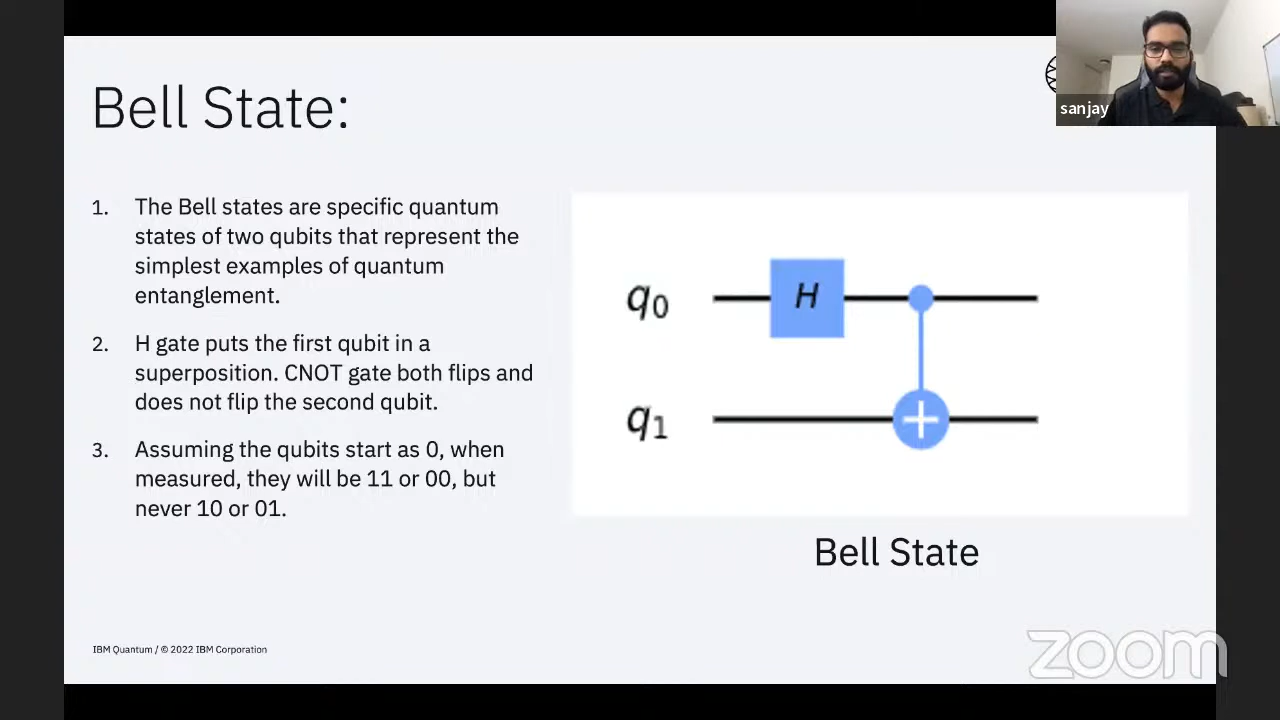 Bell State:
sanjay
1. The Bell states are specific quantum
states of two qubits that represent the
simplest examples of quantum
entanglement.
2. H gate puts the first qubit in a
superposition. CNOT gate both flips and
does not flip the second qubit.
3. Assuming the qubits start as 0, when
measured, they will be 11 or 00, but
never 10 or 01.
q0
H
q1
Bell State
IBM Quantum / © 2022 IBM Corporation
zoom